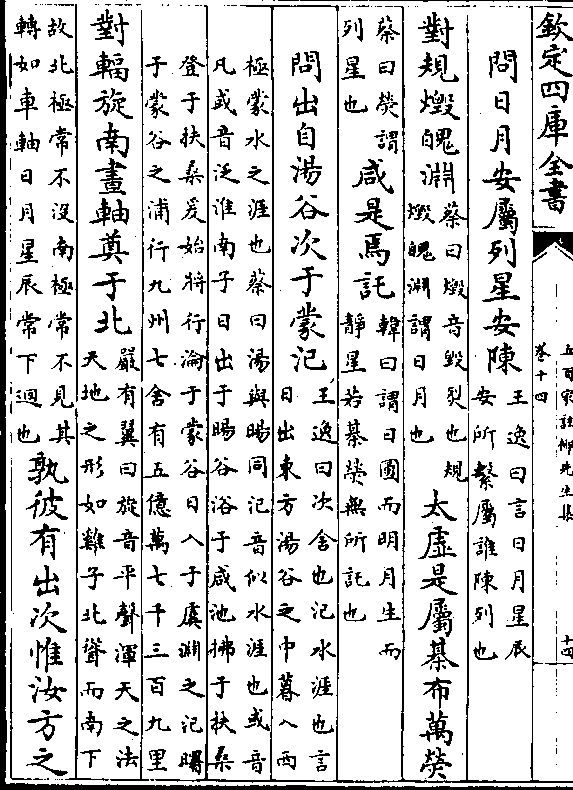 欽定四庫全書
五百家註柳先生集
卷十四
十四
問日月安屬列星安陳王逸曰言日月星辰安所繫屬誰陳列也
對規燬魄淵蔡曰燬音毀烈也規燬魄淵謂日月也太虛是屬棊布萬熒
蔡曰熒謂列星也咸是焉託韓曰謂日圓而明月生而靜星若棊熒無所託也
問出自湯谷次于蒙汜王逸曰次舍也汜水涯也言日出東方湯谷之中暮入西
極蒙水之涯也蔡曰湯與暘同汜音似水涯也或音凡或音泛淮南子日出于暘谷浴于咸池拂于扶桑
登于扶桑爰始將行淪于蒙谷日入于虞淵之汜曙于蒙谷之浦行九州七舍有五億萬七千三百九里
對輻旋南畫軸奠于北嚴有翼曰旋音平聲渾天之法天地之形如雞子北聳而南下
故北極常不没南極常不見其轉如車軸日月星辰常下迴也孰彼有出次惟汝方之